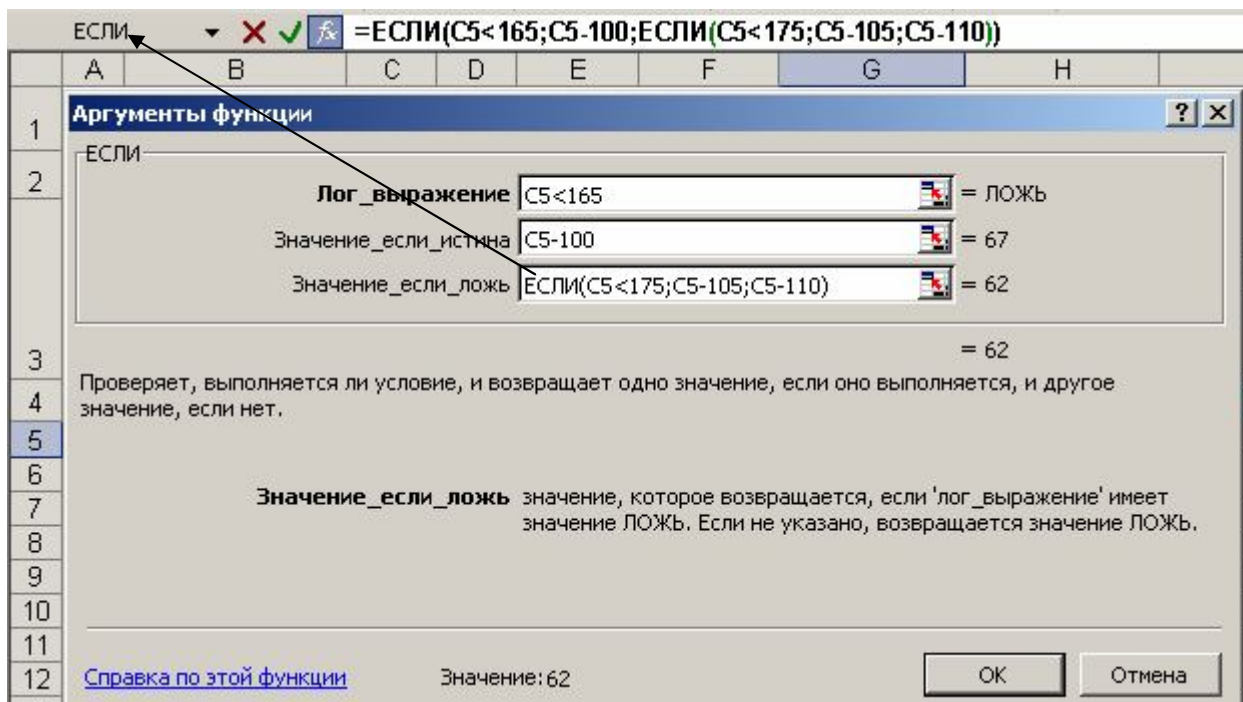 ЕСЛИ =ЕСЛИ(C5<165;C5-100;ЕСЛИ(C5<175;C5-105;C5-110))
A B C D E F G H
Аргументы функции
1
ЕСЛИ
2
Лог_выражение C5<165 = ЛОЖЬ
Значение_если_истина C5-100 = 67
Значение_если_ложь ЕСЛИ(C5<175;C5-105;C5-110) = 62
= 62
3
Проверяет, выполняется ли условие, и возвращает одно значение, если оно выполняется, и другое
4
значение, если нет.
5
6
Значение_если_ложь значение, которое возвращается, если 'лог_выражение' имеет
7
значение ЛОЖЬ. Если не указано, возвращается значение ЛОЖЬ.
8
9
10
11
12 Справка по этой функции Значение:62 ОК Отмена